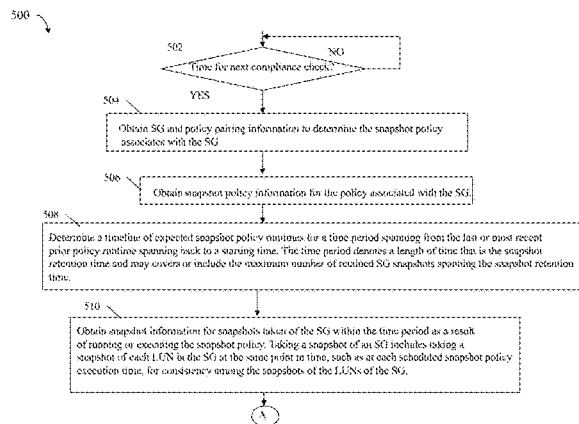 500
502
NO
Time for next compliance check?
YES
504
Obtain SG and policy pairing information to determine the snapshot policy
associates with the SG
506
Obtain snapshot policy information for the policy associated with the SG.
508
Determine a timeline of expected snapshot policy runtimes for a time period spanning from the last or most recent
prior policy runtime spanning back to a starting time. The time period denotes a length of time that is the snapshot
retention time and may covers or include the maximum number of retained SG snapshots spanning the snapshot retention
time.
510
Obtain snapshot information for snapshots taken of the SG within the time period as a result
of running or executing the snapshot policy. Taking a snapshot of an SG includes taking a
snapshot of each LUN in the SG at the same point in time, such as at each scheduled snapshot policy
execution time, for consistency among the snapshots of the LUNs of the SG.
A